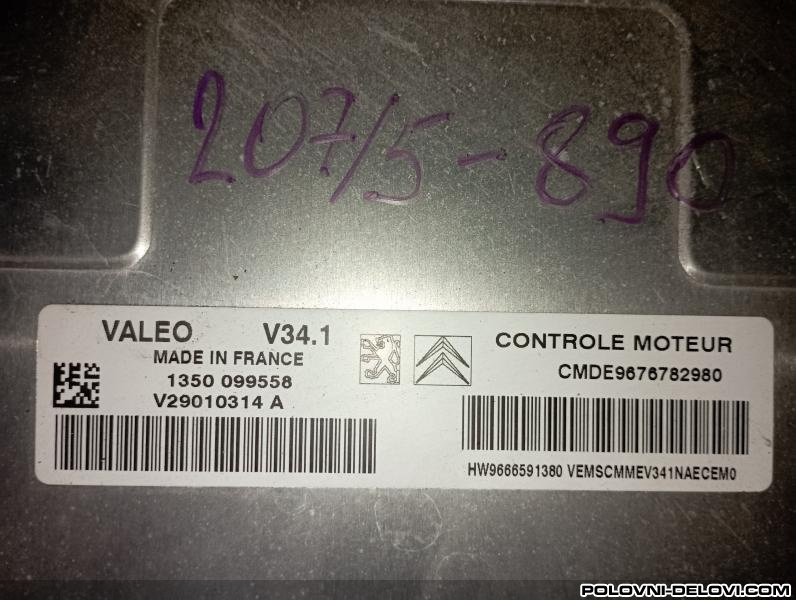 207/5-890
VALEO V34.1
MADE IN FRANCE
1350 099558
V29010314 A
CONTROLE MOTEUR
CMDE9676782980
HW9666591380 VEMSCMMEV341NAECEM0
POLOVNI-DELOVI.COM